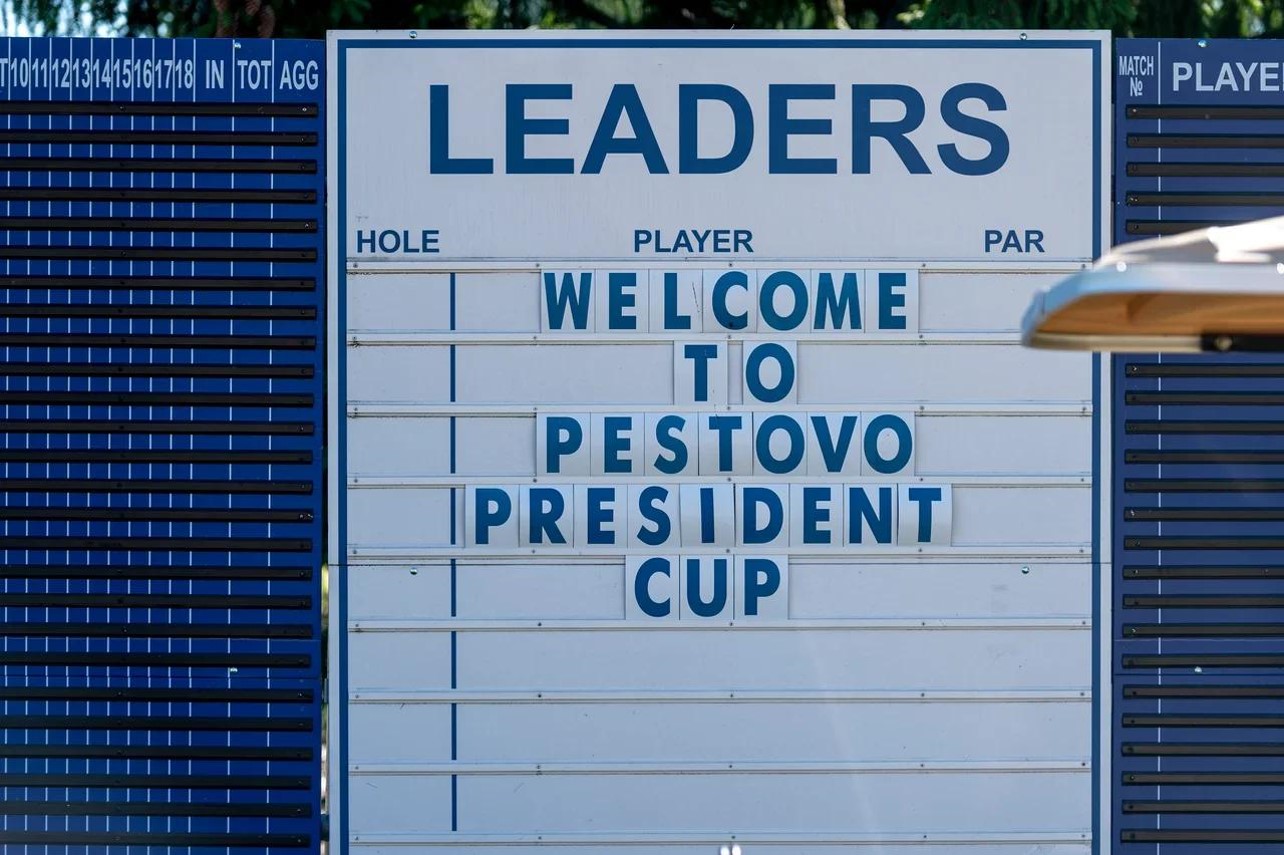 T 10 11 12 13 14 15 16 17 18 IN TOT AGG
LEADERS
HOLE PLAYER PAR
WELCOME
TO
PESTOVO
PRESIDENT
CUP
MATCH
№
PLAYE